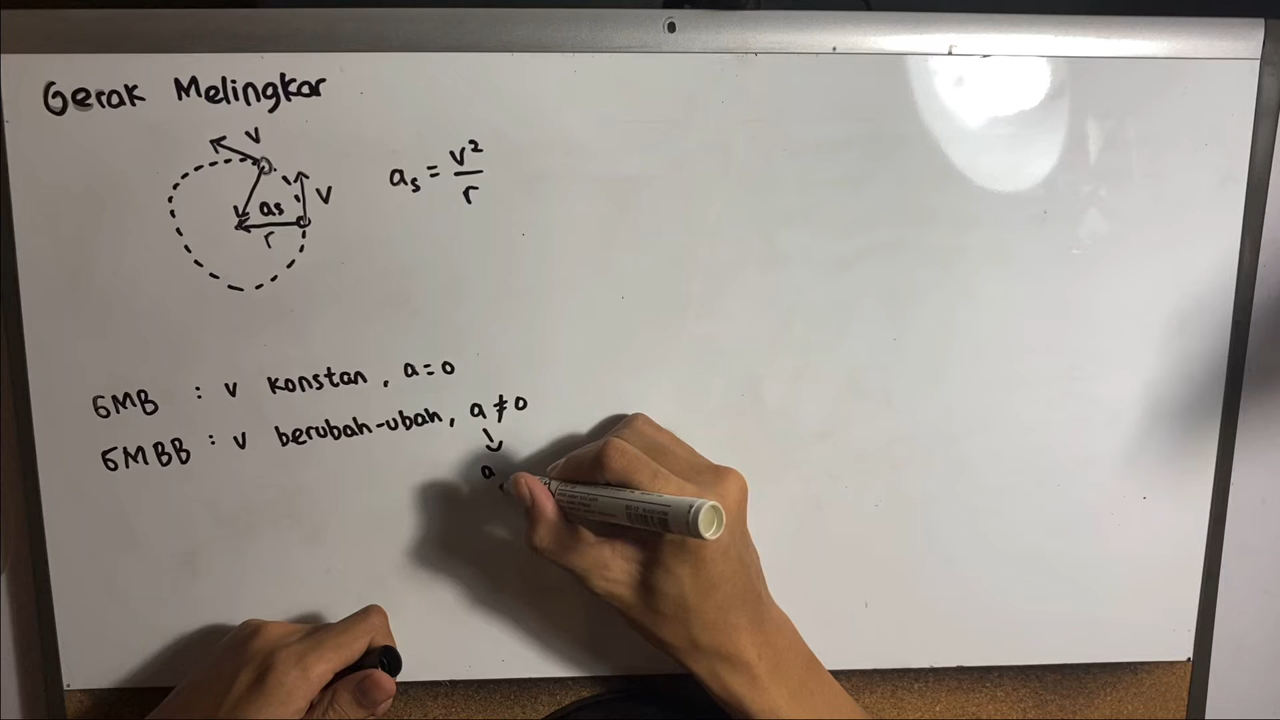 Gerak Melingkar
v
v
as
r
as = v²/r
GMB : v konstan, a=0
GMBB : v berubah-ubah, a≠0
a